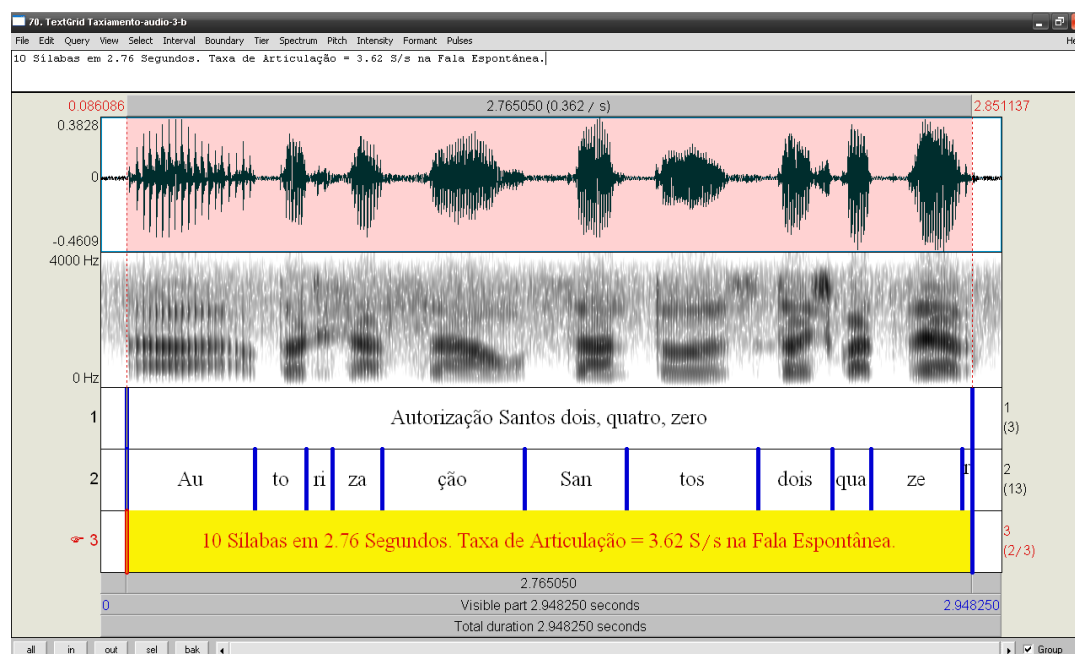 70. TextGrid Taxiamento-audio-3-b
File Edit Query View Select Interval Boundary Tier Spectrum Pitch Intensity Formant Pulses He
10 Sílabas em 2.76 Segundos. Taxa de Articulação = 3.62 S/s na Fala Espontânea.
0.086086 2.765050 (0.362 / s) 2.851137
0.3828
0
-0.4609
4000 Hz
0 Hz
1 Autorização Santos dois, quatro, zero 1 (3)
2 Au to ri za ção San tos dois qua ze r 2 (13)
3 10 Sílabas em 2.76 Segundos. Taxa de Articulação = 3.62 S/s na Fala Espontânea. 3 (2/3)
2.765050
0 Visible part 2.948250 seconds 2.948250
Total duration 2.948250 seconds
all in out sel bak Group